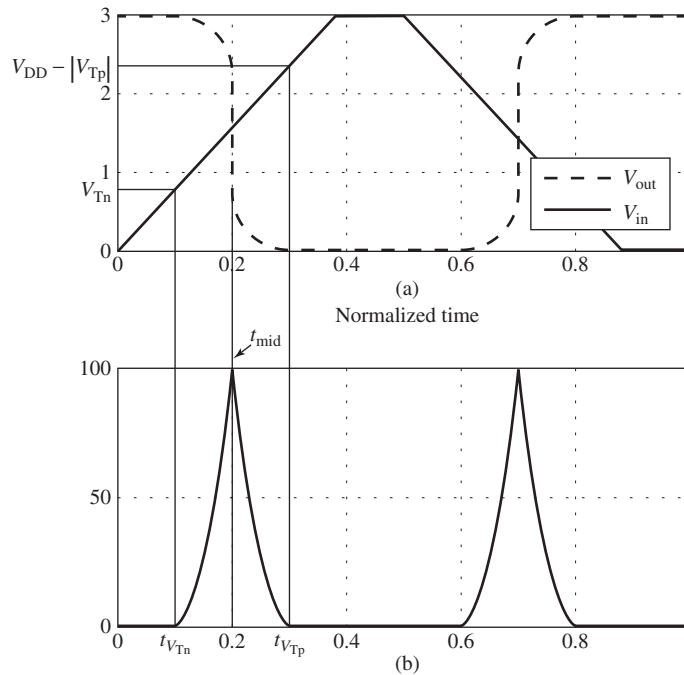 3
V_DD − |V_Tp|
2
V_Tn
1
V_out
V_in
0
0 0.2 0.4 0.6 0.8
(a)
Normalized time
t_mid
100
50
0
0 t_V_Tn 0.2 t_V_Tp 0.4 0.6 0.8
(b)